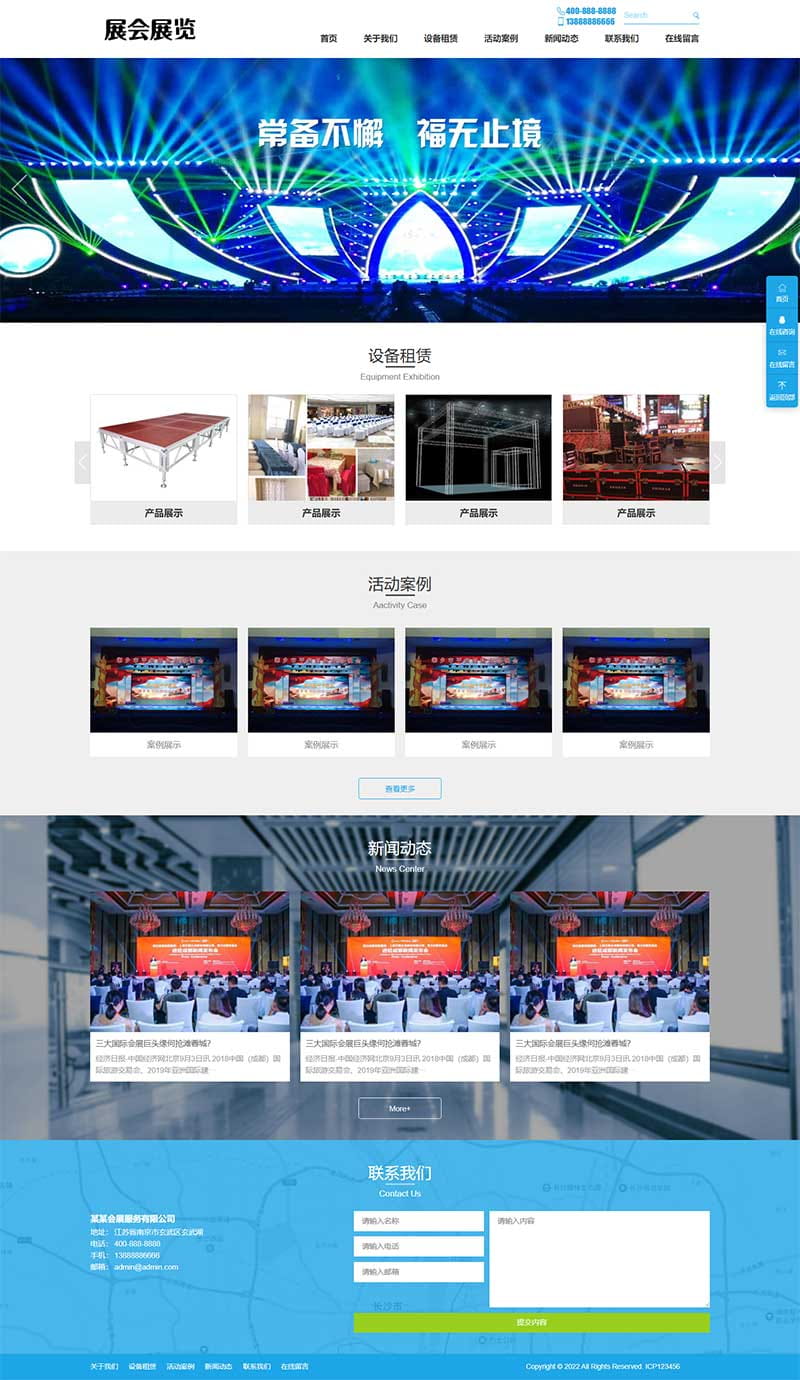 展会展览
400-888-8888
13888886666
Search
首页 关于我们 设备租赁 活动案例 新闻动态 联系我们 在线留言
常备不懈 福无止境
首页
在线咨询
在线留言
返回顶部
设备租赁
Equipment Exhibition
产品展示 产品展示 产品展示 产品展示
活动案例
Aactivity Case
案例展示 案例展示 案例展示 案例展示
查看更多
新闻动态
News Center
三大国际会展巨头缘何抢滩蓉城?
经济日报-中国经济网北京9月3日讯 2018中国（成都）国
际旅游交易会、2019年亚洲国际建…
三大国际会展巨头缘何抢滩蓉城?
经济日报-中国经济网北京9月3日讯 2018中国（成都）国
际旅游交易会、2019年亚洲国际建…
三大国际会展巨头缘何抢滩蓉城?
经济日报-中国经济网北京9月3日讯 2018中国（成都）国
际旅游交易会、2019年亚洲国际建…
More+
联系我们
Contact Us
某某会展服务有限公司
地址： 江苏省南京市玄武区玄武湖
电话： 400-888-8888
手机： 13888886666
邮箱： admin@admin.com
请输入名称
请输入电话
请输入邮箱
请输入内容
长沙市
提交内容
关于我们 设备租赁 活动案例 新闻动态 联系我们 在线留言
Copyright © 2022 All Rights Reserved. ICP123456